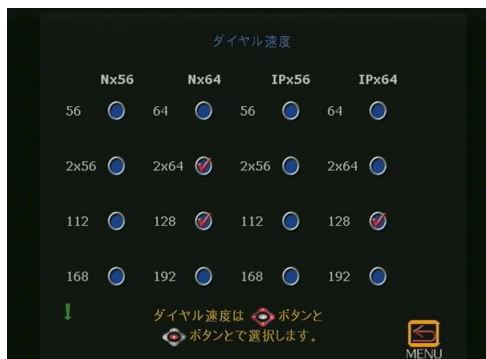 ダイヤル速度
Nx56 Nx64 IPx56 IPx64
56 64 56 64
2x56 2x64 2x56 2x64
112 128 112 128
168 192 168 192
ダイヤル速度は ボタンと
ボタンとで選択します。
MENU